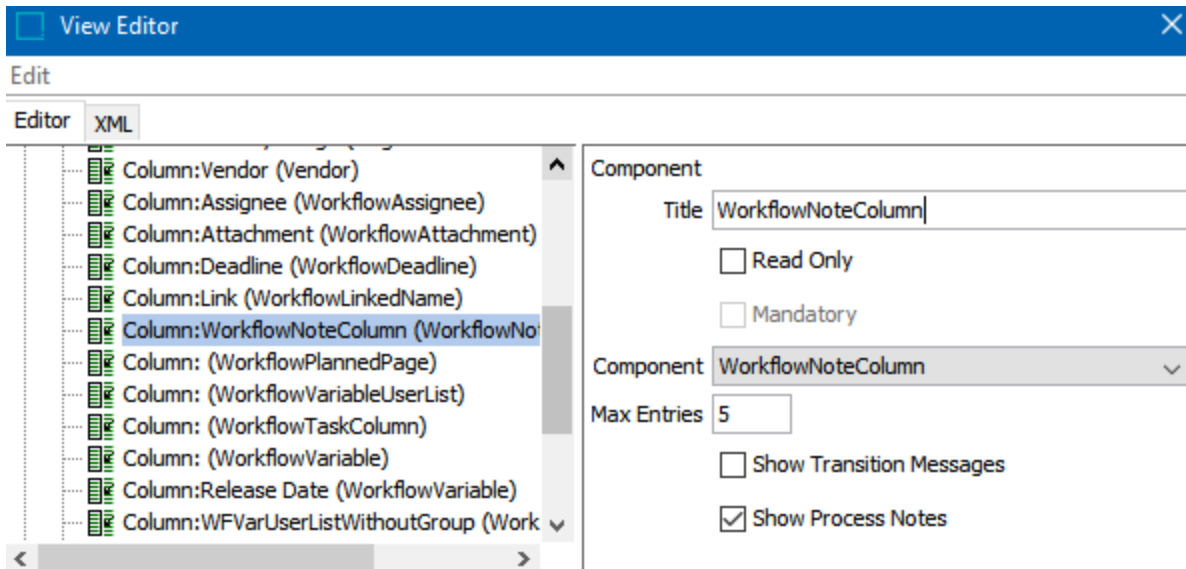 View Editor
Edit
Editor XML
Column:Vendor (Vendor)
Column:Assignee (WorkflowAssignee)
Column:Attachment (WorkflowAttachment)
Column:Deadline (WorkflowDeadline)
Column:Link (WorkflowLinkedName)
Column:WorkflowNoteColumn (WorkflowNo
Column: (WorkflowPlannedPage)
Column: (WorkflowVariableUserList)
Column: (WorkflowTaskColumn)
Column: (WorkflowVariable)
Column:Release Date (WorkflowVariable)
Column:WFVarUserListWithoutGroup (Work
Component
Title WorkflowNoteColumn
Read Only
Mandatory
Component WorkflowNoteColumn
Max Entries 5
Show Transition Messages
Show Process Notes